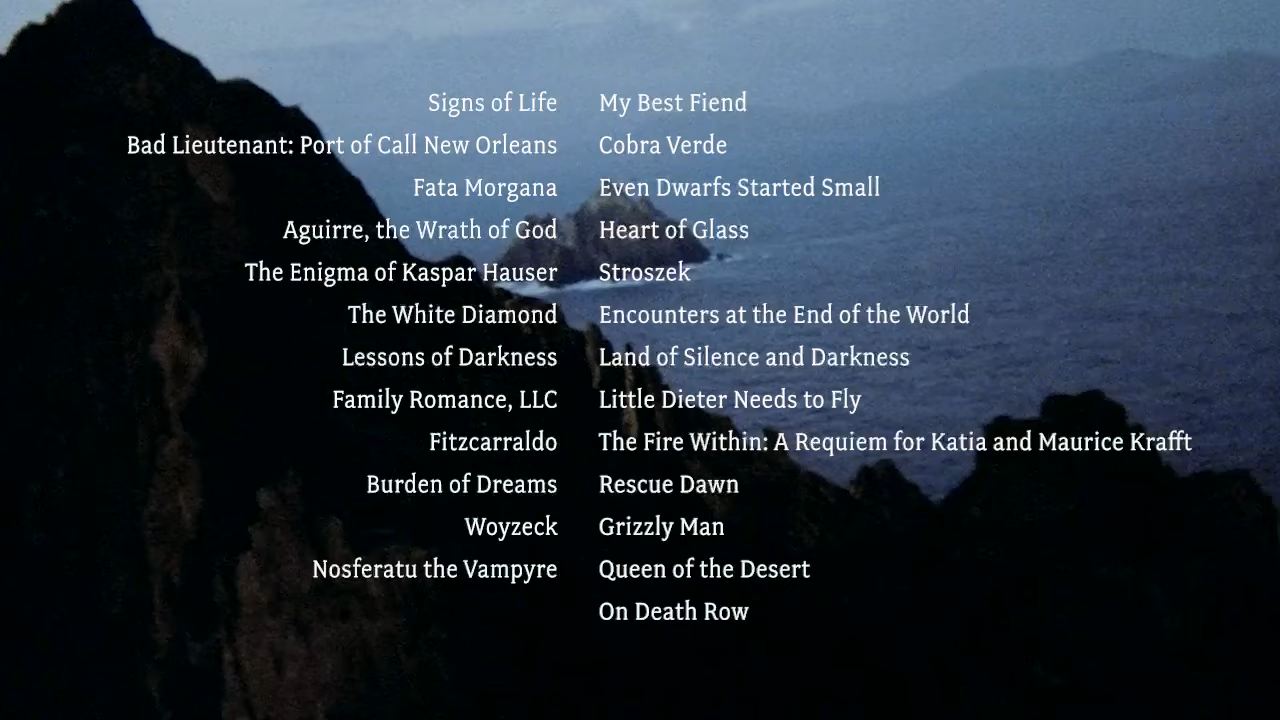 Signs of Life
Bad Lieutenant: Port of Call New Orleans
Fata Morgana
Aguirre, the Wrath of God
The Enigma of Kaspar Hauser
The White Diamond
Lessons of Darkness
Family Romance, LLC
Fitzcarraldo
Burden of Dreams
Woyzeck
Nosferatu the Vampyre
My Best Fiend
Cobra Verde
Even Dwarfs Started Small
Heart of Glass
Stroszek
Encounters at the End of the World
Land of Silence and Darkness
Little Dieter Needs to Fly
The Fire Within: A Requiem for Katia and Maurice Krafft
Rescue Dawn
Grizzly Man
Queen of the Desert
On Death Row